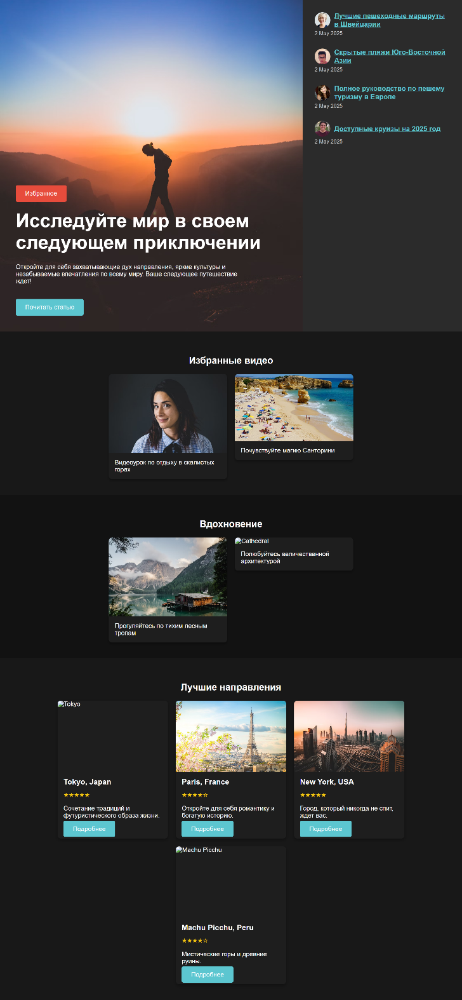 Избранное
Исследуйте мир в своем
следующем приключении
Откройте для себя захватывающие дух направления, яркие культуры и
незабываемые впечатления по всему миру. Ваше следующее путешествие
ждет!
Почитать статью
Лучшие пешеходные маршруты
в Швейцарии
2 May 2025
Скрытые пляжи Юго-Восточной
Азии
2 May 2025
Полное руководство по пешему
туризму в Европе
2 May 2025
Доступные круизы на 2025 год
2 May 2025
Избранные видео
Видеоурок по отдыху в скалистых
горах
Почувствуйте магию Санторини
Вдохновение
Прогуляйтесь по тихим лесным
тропам
Cathedral
Полюбуйтесь величественной
архитектурой
Лучшие направления
Tokyo
Tokyo, Japan
★★★★★
Сочетание традиций и
футуристического образа жизни.
Подробнее
Paris, France
★★★★☆
Откройте для себя романтику и
богатую историю.
Подробнее
New York, USA
★★★★★
Город, который никогда не спит,
ждет вас.
Подробнее
Machu Picchu
Machu Picchu, Peru
★★★★☆
Мистические горы и древние
руины.
Подробнее